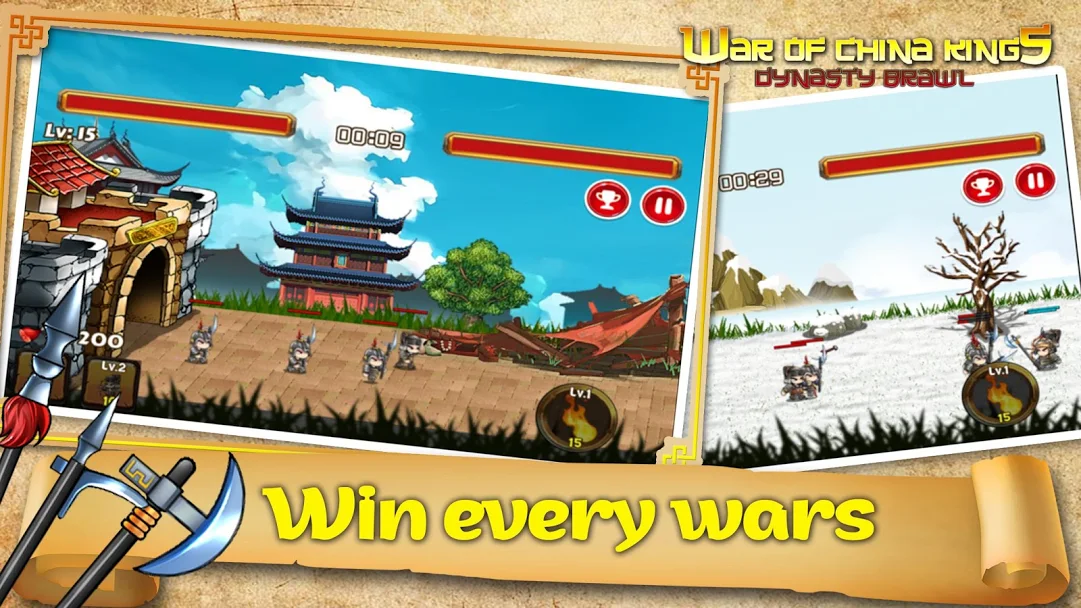 WAR OF CHINA KINGS
DYNASTY BRAWL
Lv: 15
00:09
00:29
200
Lv.2
Lv.1
15
Lv.1
15
Win every wars